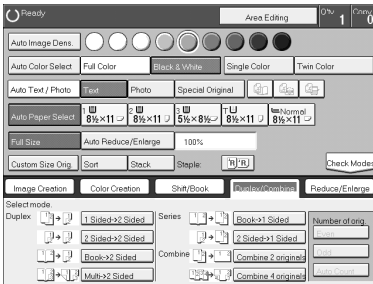 Ready
Area Editing
Q'ty 1
Copy 0
Auto Image Dens.
Auto Color Select Full Color Black & White Single Color Twin Color
Auto Text / Photo Text Photo Special Original
Auto Paper Select 1 8½×11 2 8½×11 3 5½×8½ T 8½×11 Normal 8½×11
Full Size Auto Reduce/Enlarge 100%
Custom Size Orig. Sort Stack Staple: Check Modes
Image Creation Color Creation Shift/Book Duplex/Combine Reduce/Enlarge
Select mode.
Duplex 1 Sided→2 Sided Series Book→1 Sided Number of orig.
2 Sided→2 Sided 2 Sided→1 Sided Even
Book→2 Sided Combine Combine 2 originals Odd
Multi→2 Sided Combine 4 originals Auto Count